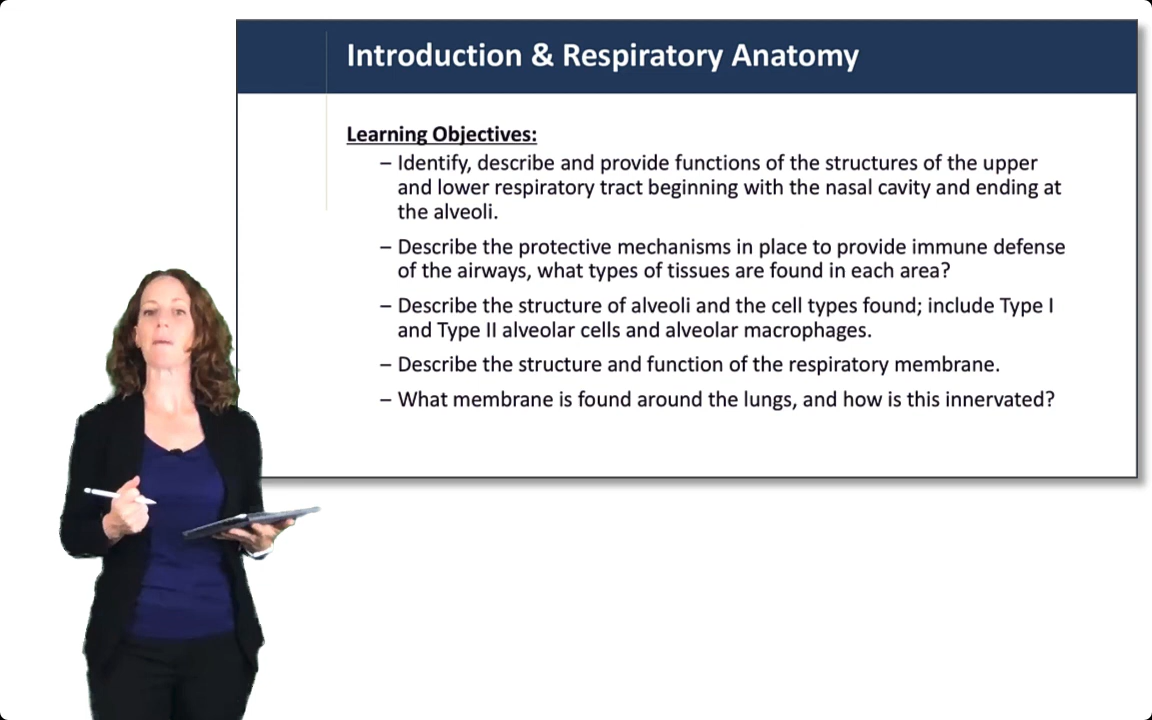 Introduction & Respiratory Anatomy
Learning Objectives:
– Identify, describe and provide functions of the structures of the upper
and lower respiratory tract beginning with the nasal cavity and ending at
the alveoli.
– Describe the protective mechanisms in place to provide immune defense
of the airways, what types of tissues are found in each area?
– Describe the structure of alveoli and the cell types found; include Type I
and Type II alveolar cells and alveolar macrophages.
– Describe the structure and function of the respiratory membrane.
– What membrane is found around the lungs, and how is this innervated?